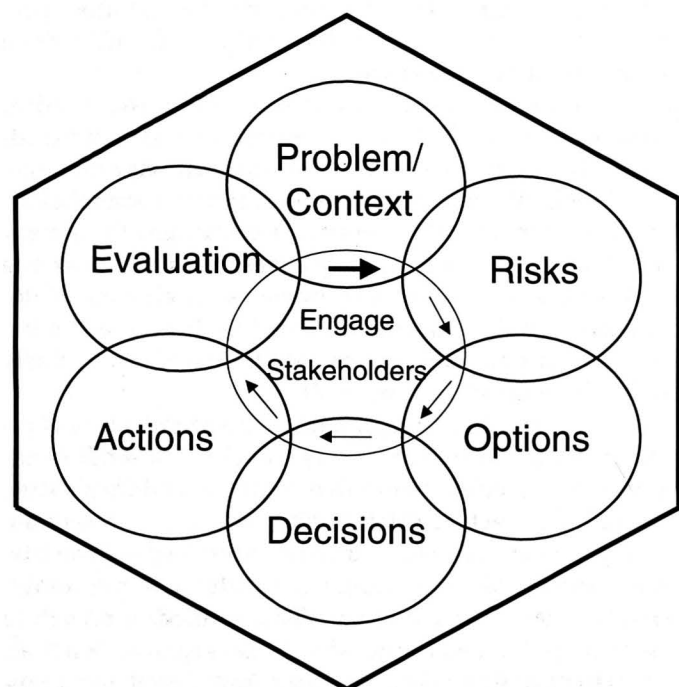 Problem/
Context
Evaluation
Risks
Engage
Stakeholders
Actions
Options
Decisions